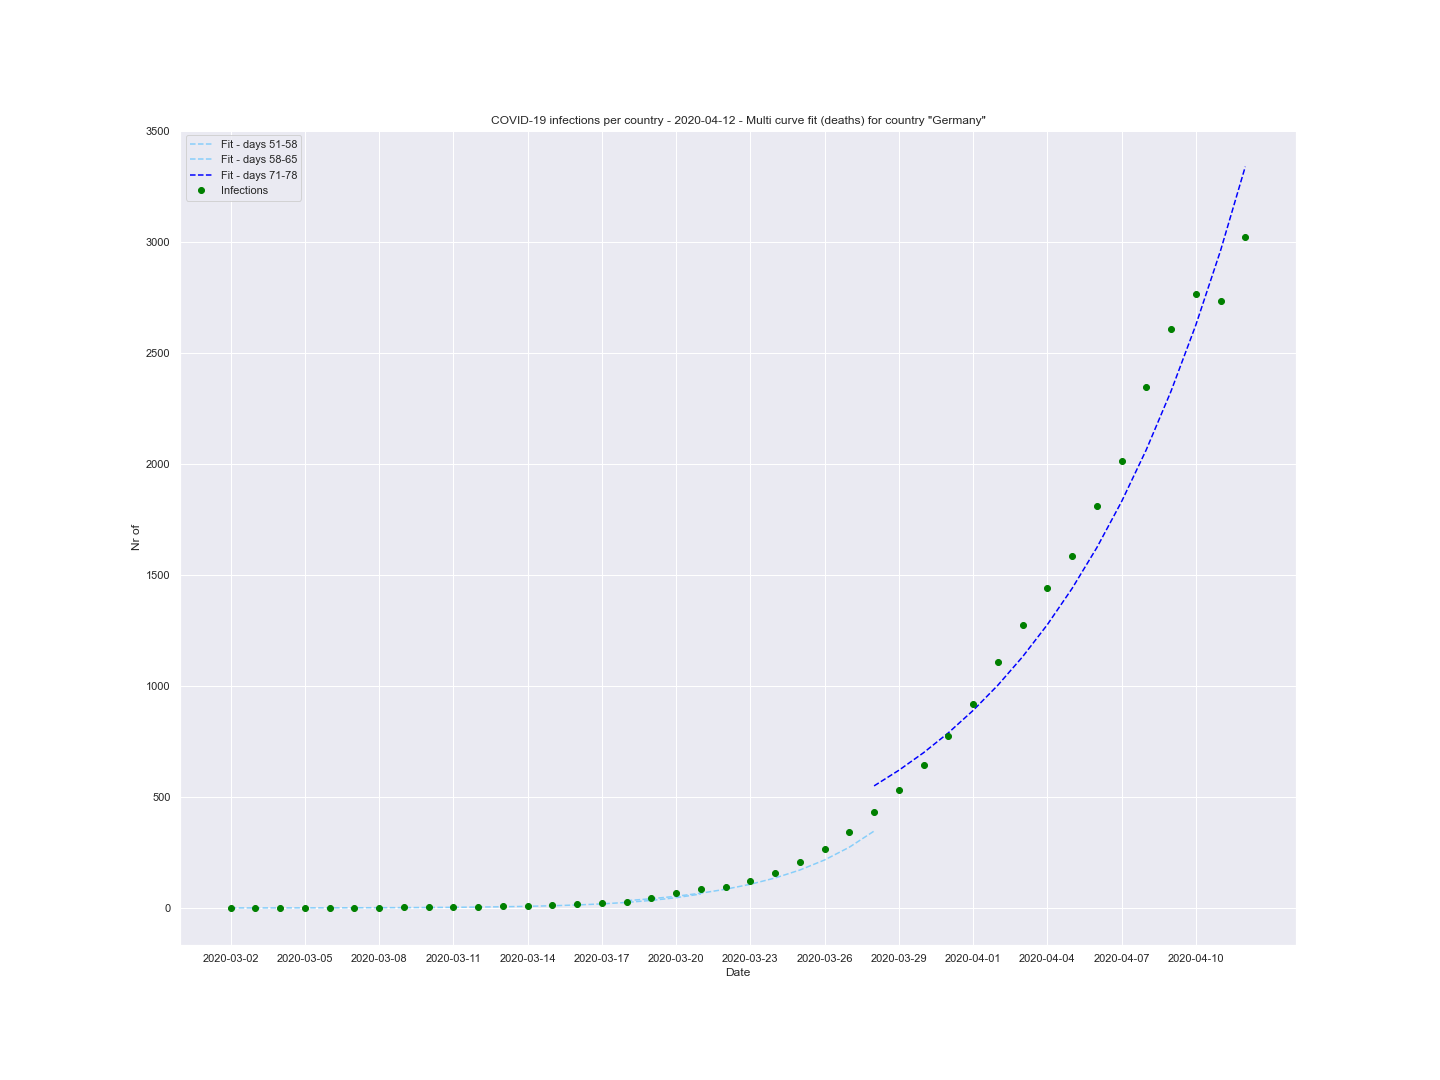 COVID-19 infections per country - 2020-04-12 - Multi curve fit (deaths) for country "Germany"
Fit - days 51-58
Fit - days 58-65
Fit - days 71-78
Infections
3500
3000
2500
2000
1500
1000
500
0
Nr of
2020-03-02 2020-03-05 2020-03-08 2020-03-11 2020-03-14 2020-03-17 2020-03-20 2020-03-23 2020-03-26 2020-03-29 2020-04-01 2020-04-04 2020-04-07 2020-04-10
Date